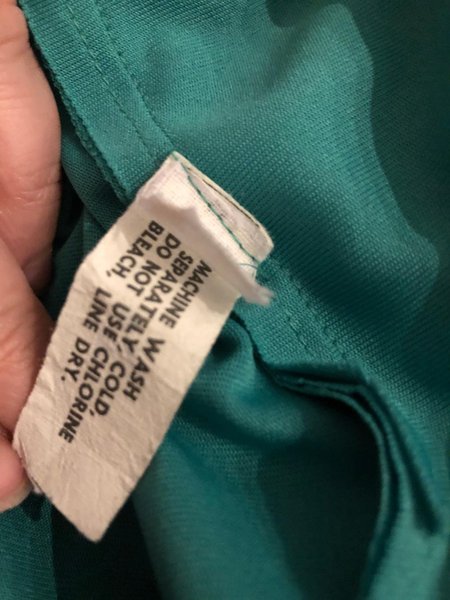 MACHINE WASH
SEPARATELY, COLD,
DO NOT USE CHLORINE
BLEACH, LINE DRY.